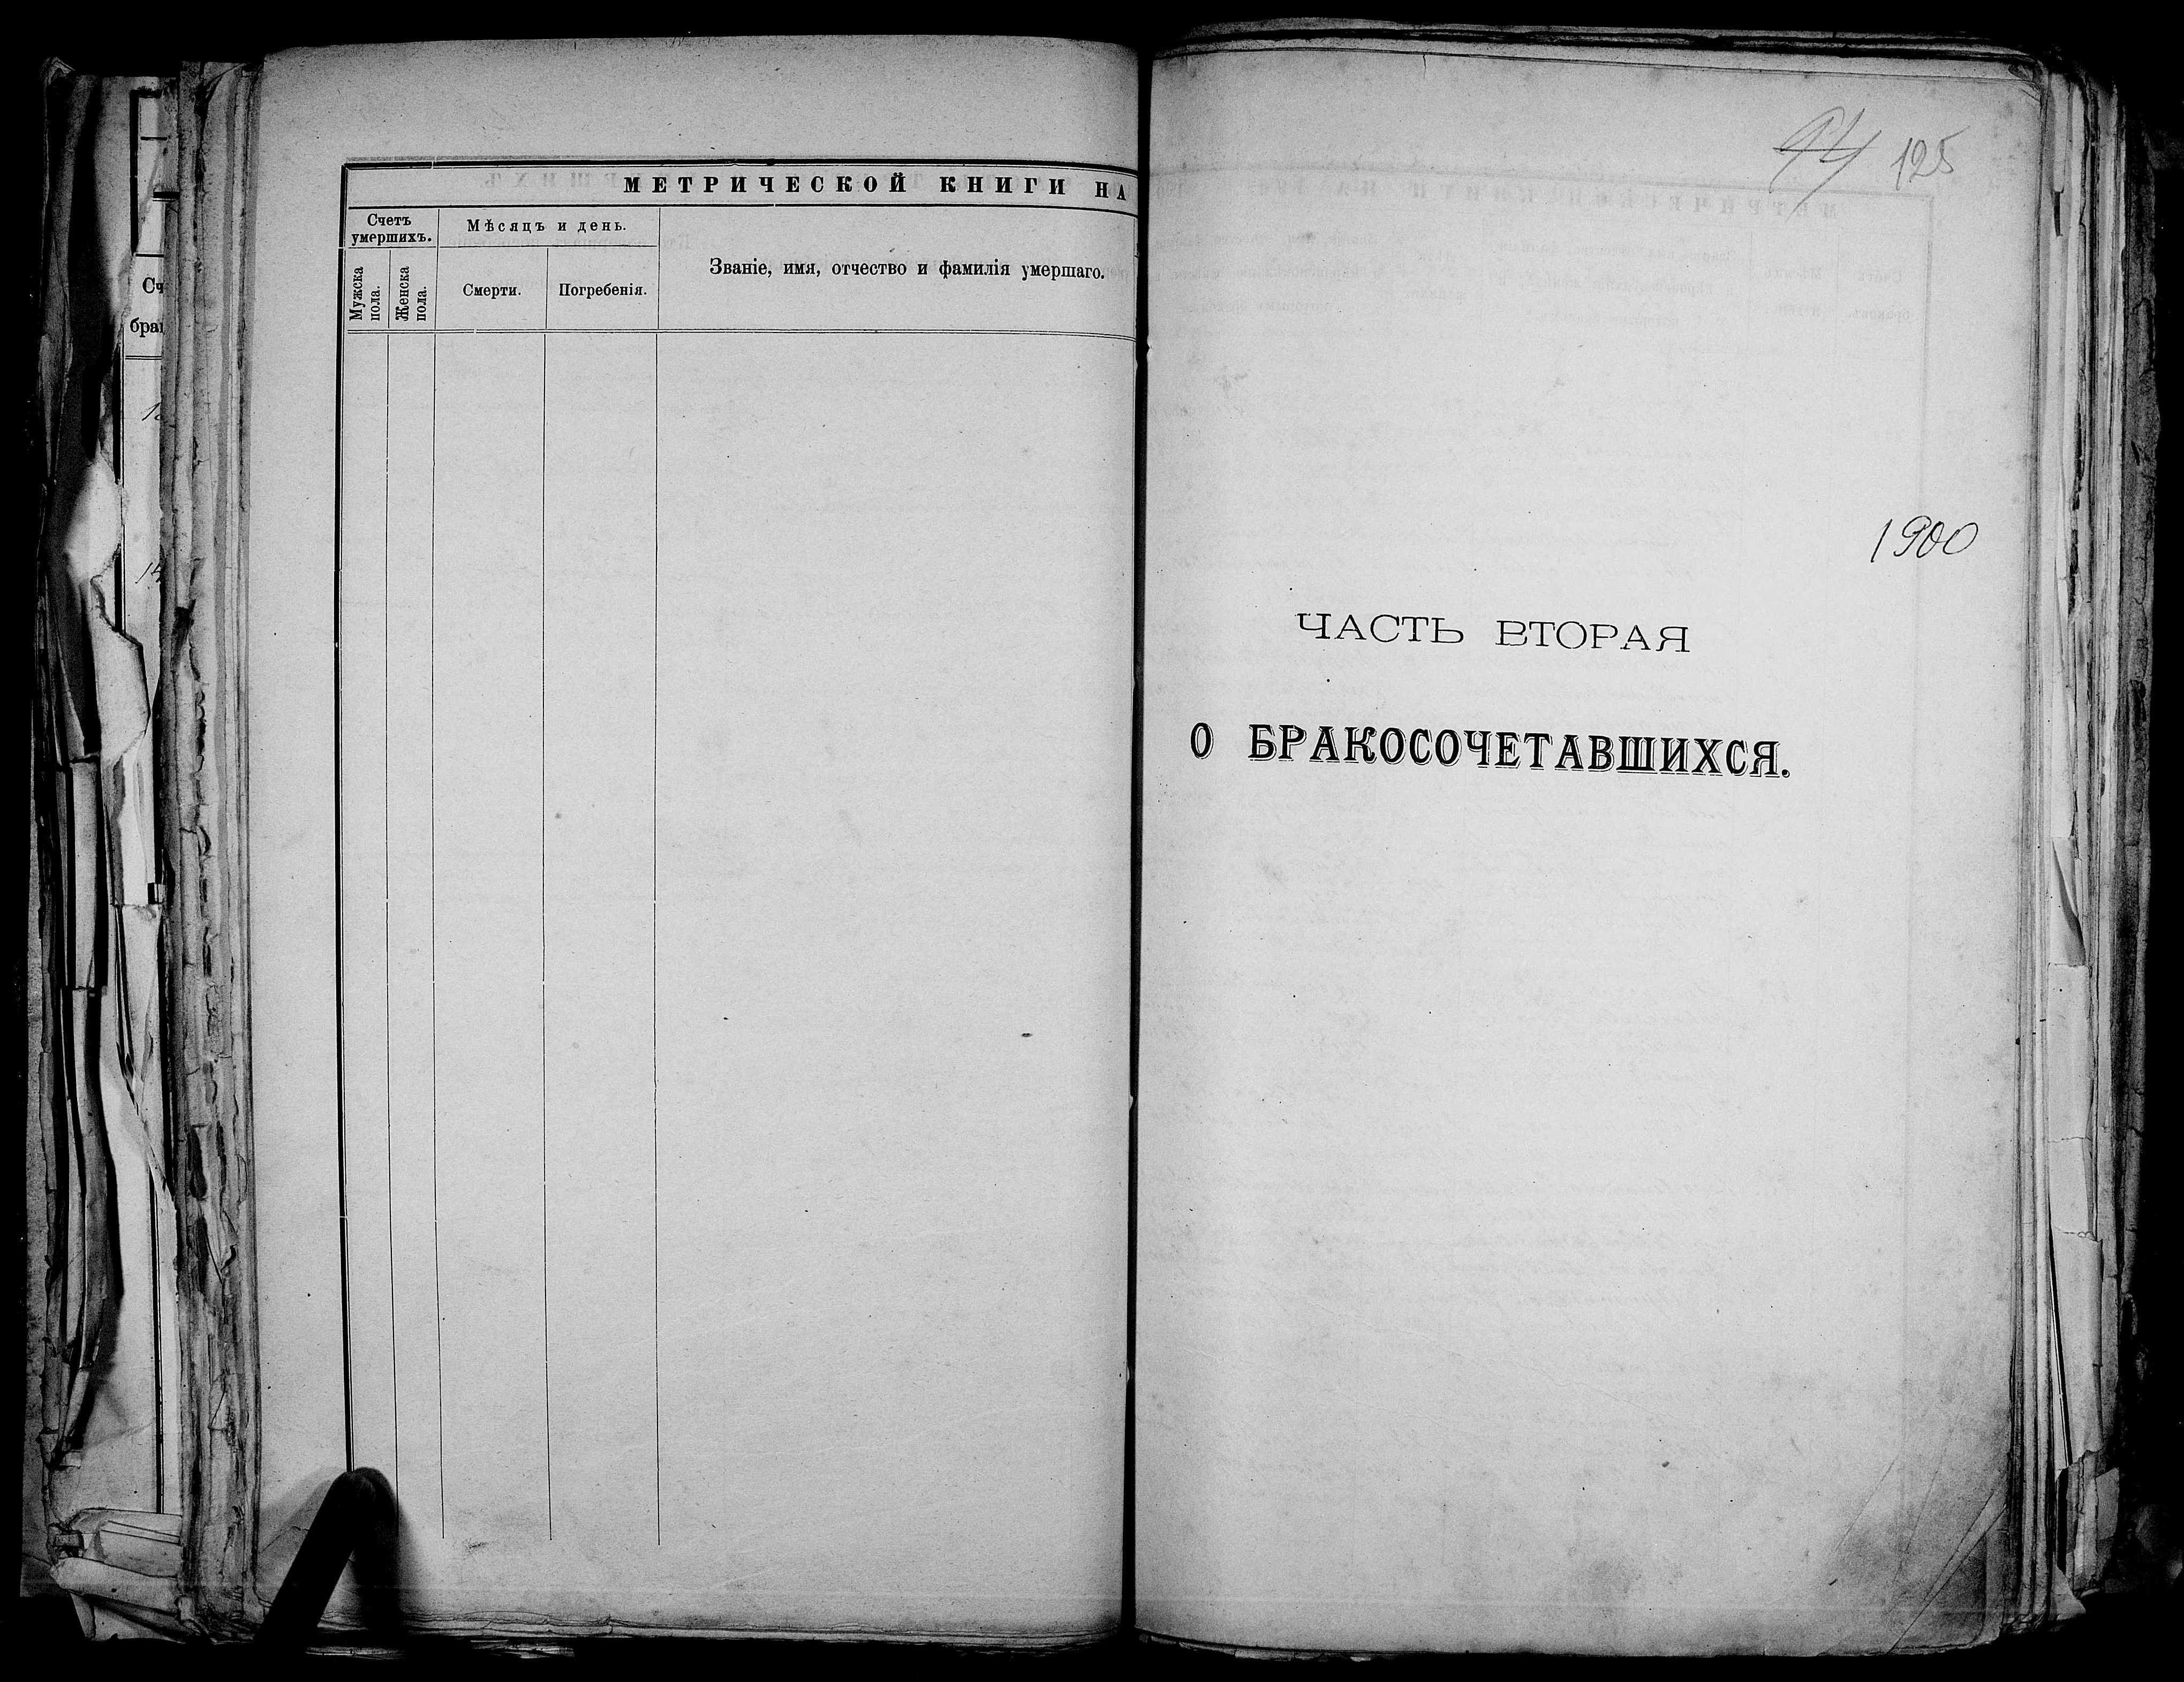 МЕТРИЧЕСКОЙ КНИГИ НА
Счетъ умершихъ.
Мѣсяцъ и день.
Званіе, имя, отчество и фамилія умершаго.
Мужска пола.
Женска пола.
Смерти.
Погребенія.
125
1900
ЧАСТЬ ВТОРАЯ
О БРАКОСОЧЕТАВШИХСЯ.